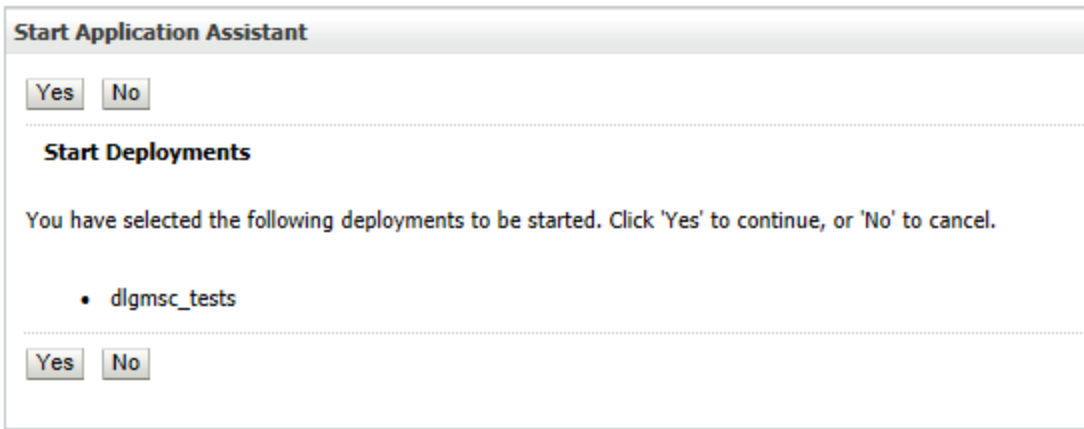 Start Application Assistant
Yes No
Start Deployments
You have selected the following deployments to be started. Click 'Yes' to continue, or 'No' to cancel.
• dlgmsc_tests
Yes No